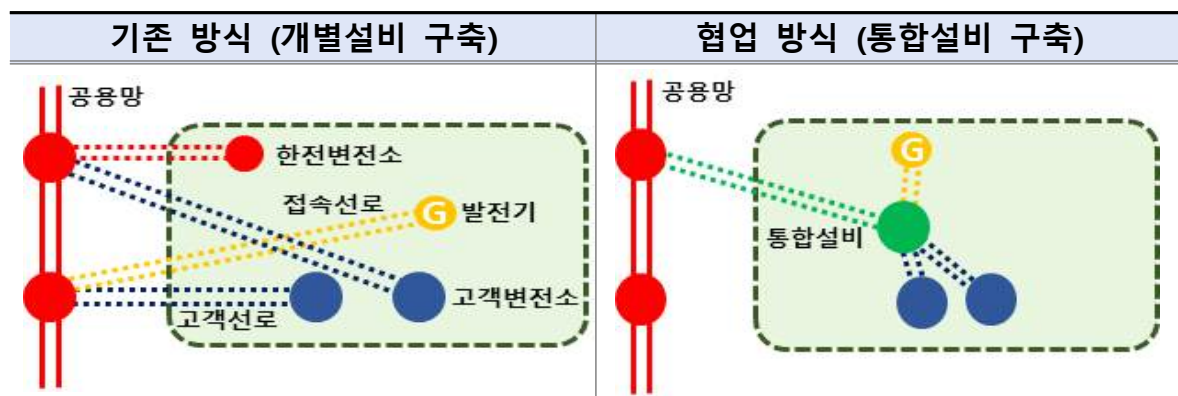 기존 방식 (개별설비 구축)
협업 방식 (통합설비 구축)
공용망
한전변전소
접속선로
G 발전기
고객변전소
고객선로
공용망
G
통합설비